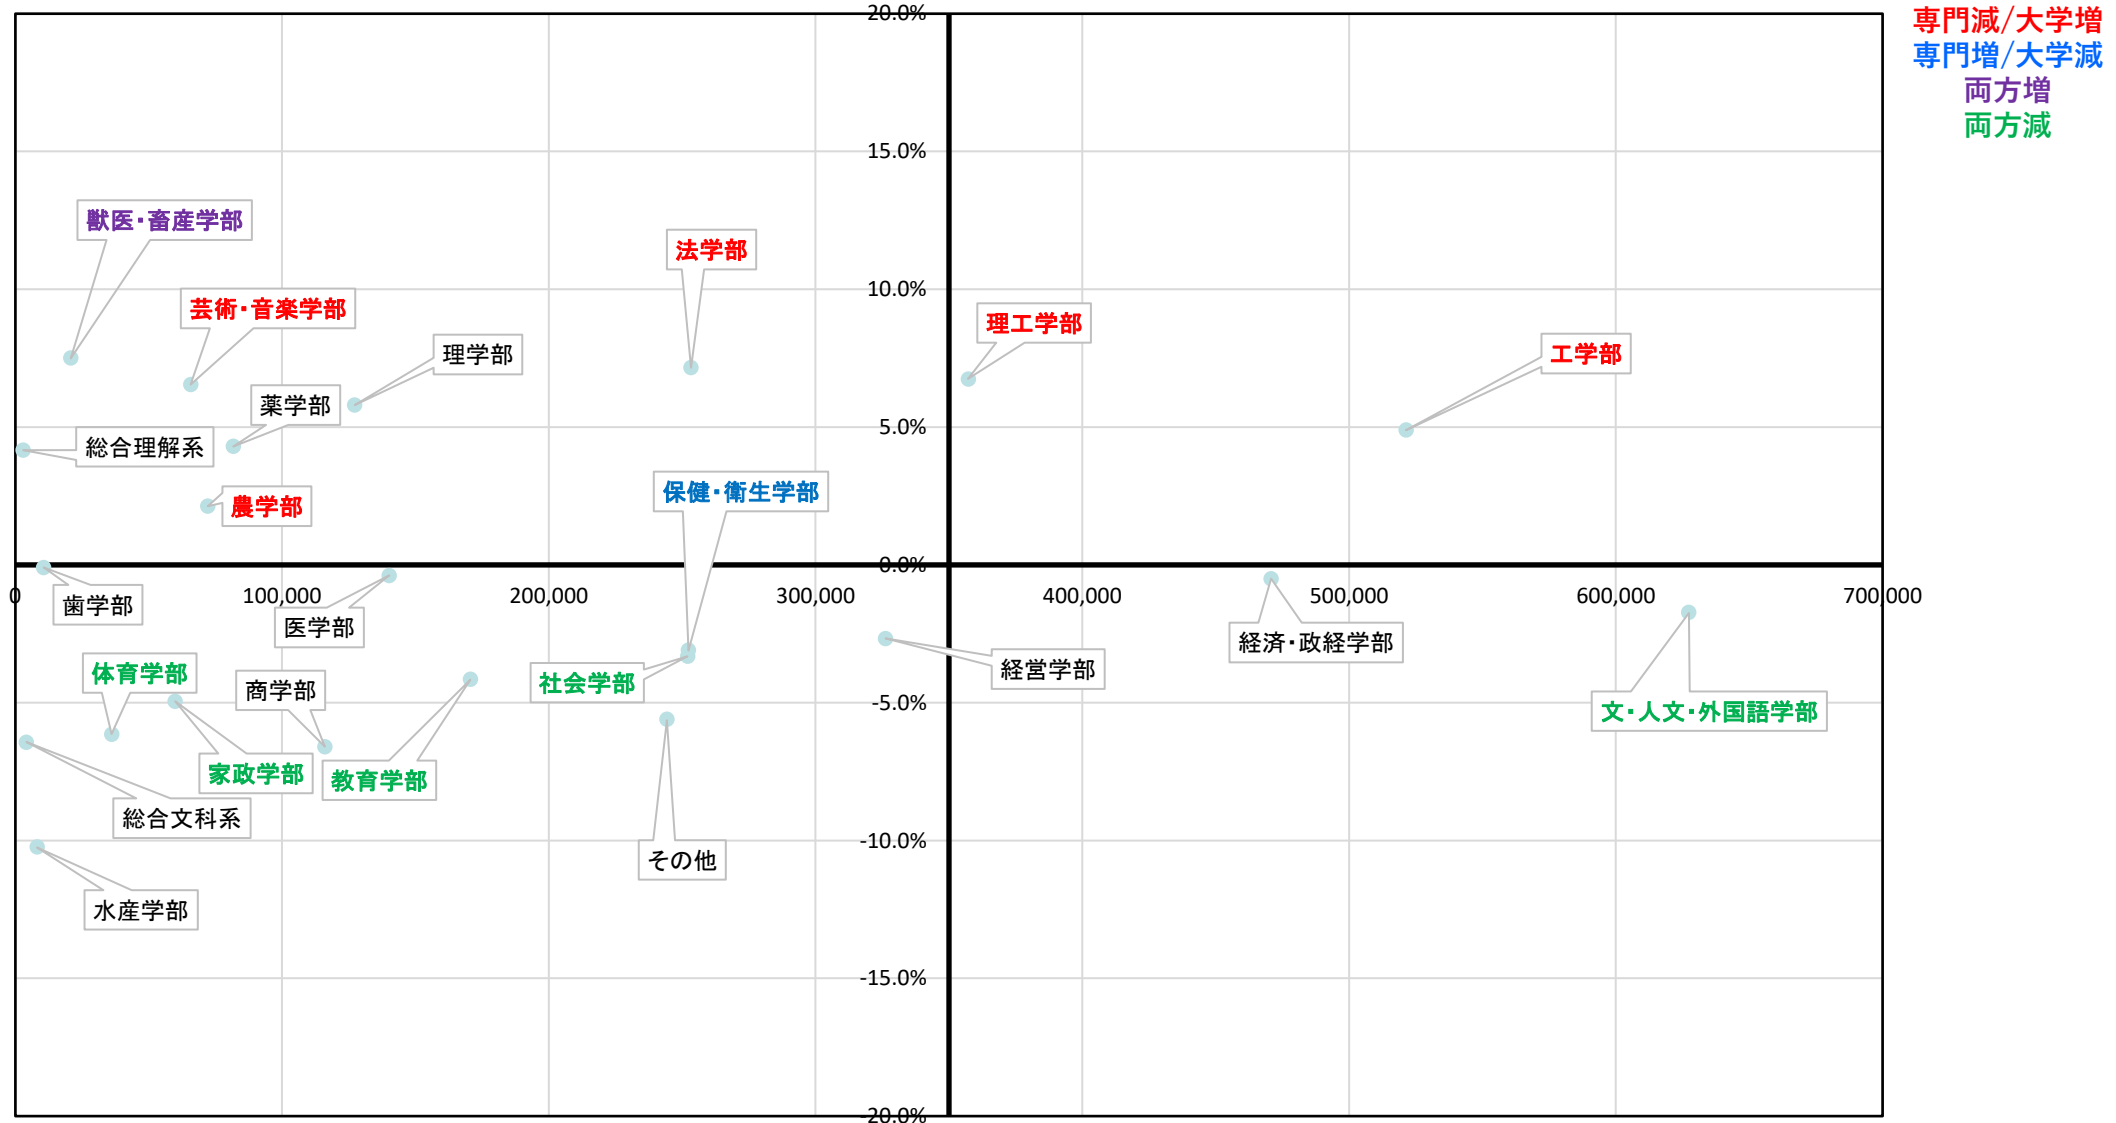 20.0%
専門減/大学増
専門増/大学減
両方増
両方減
15.0%
獣医・畜産学部
法学部
10.0%
芸術・音楽学部
理工学部
理学部
工学部
薬学部
5.0%
総合理解系
保健・衛生学部
農学部
0.0%
0
100,000
200,000
300,000
400,000
500,000
600,000
700,000
歯学部
医学部
経済・政経学部
経営学部
体育学部
商学部
社会学部
-5.0%
文・人文・外国語学部
家政学部
教育学部
総合文科系
-10.0%
その他
水産学部
-15.0%
-20.0%